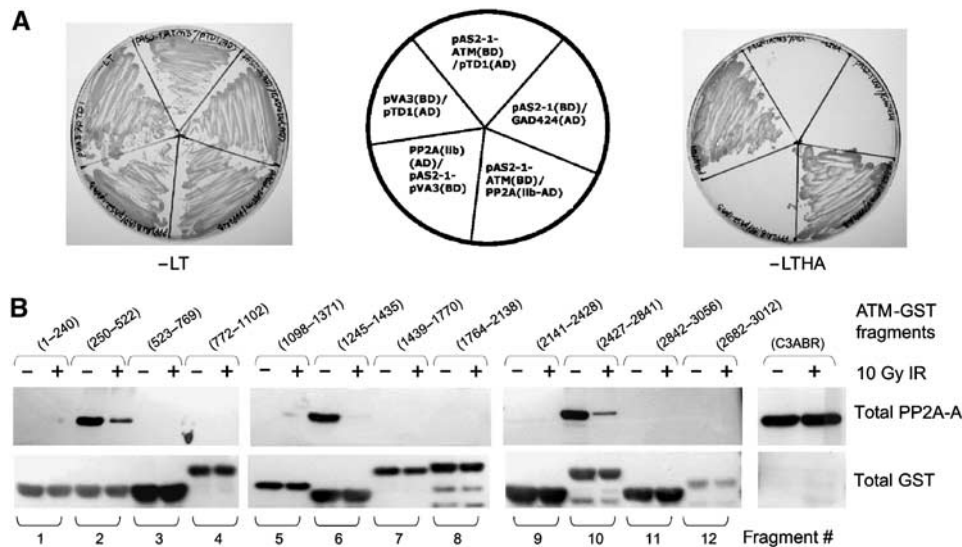 A
pAS2-1-
ATM(BD)
/pTD1(AD)
pVA3(BD)/
pTD1(AD)
pAS2-1(BD)/
GAD424(AD)
PP2A(IIb)
(AD)/
pAS2-1-
pVA3(BD)
pAS2-1-
ATM(BD)/
PP2A(IIb-AD)
LT
–LT
–LTHA
B
(1–240) (250–522) (523–769) (772–1102) (1098–1371) (1245–1435) (1439–1770) (1764–2138) (2141–2428) (2427–2841) (2842–3056) (2682–3012) (C3ABR) ATM-GST
fragments
– + – + – + – + – + – + – + – + – + – + – + – + – + 10 Gy IR
Total PP2A-A
Total GST
1 2 3 4 5 6 7 8 9 10 11 12 Fragment #